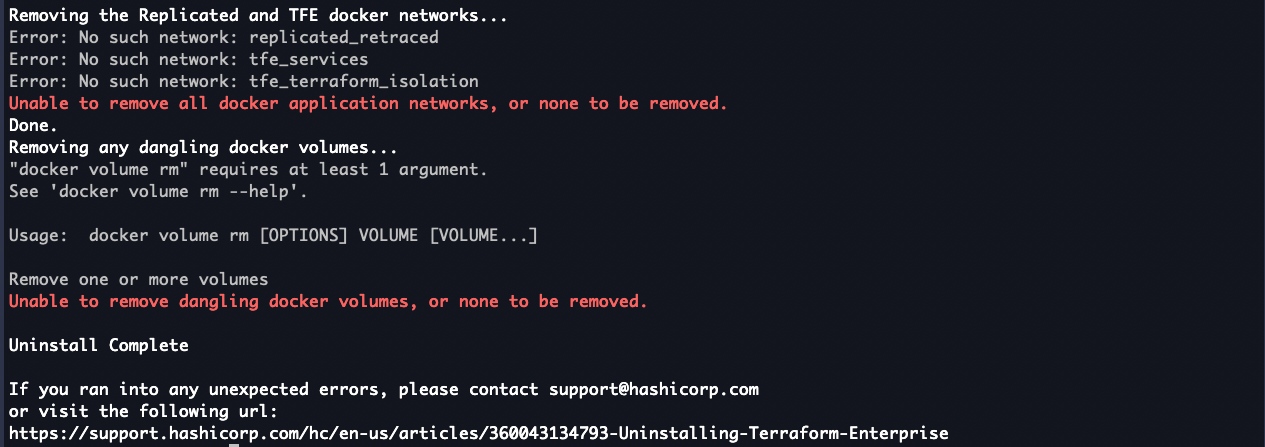 Removing the Replicated and TFE docker networks...
Error: No such network: replicated_retraced
Error: No such network: tfe_services
Error: No such network: tfe_terraform_isolation
Unable to remove all docker application networks, or none to be removed.
Done.
Removing any dangling docker volumes...
"docker volume rm" requires at least 1 argument.
See 'docker volume rm --help'.
Usage:  docker volume rm [OPTIONS] VOLUME [VOLUME...]
Remove one or more volumes
Unable to remove dangling docker volumes, or none to be removed.
Uninstall Complete
If you ran into any unexpected errors, please contact support@hashicorp.com
or visit the following url:
https://support.hashicorp.com/hc/en-us/articles/360043134793-Uninstalling-Terraform-Enterprise